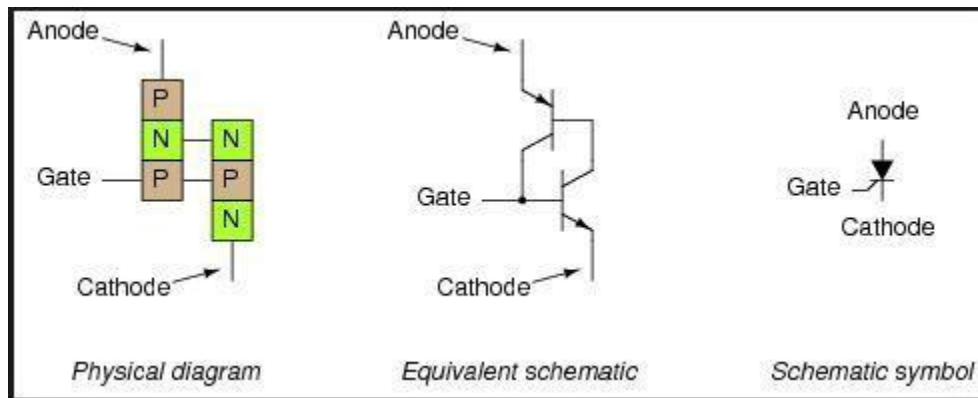 Anode
P
N N
Gate P P
N
Cathode
Physical diagram
Anode
Gate
Cathode
Equivalent schematic
Anode
Gate
Cathode
Schematic symbol